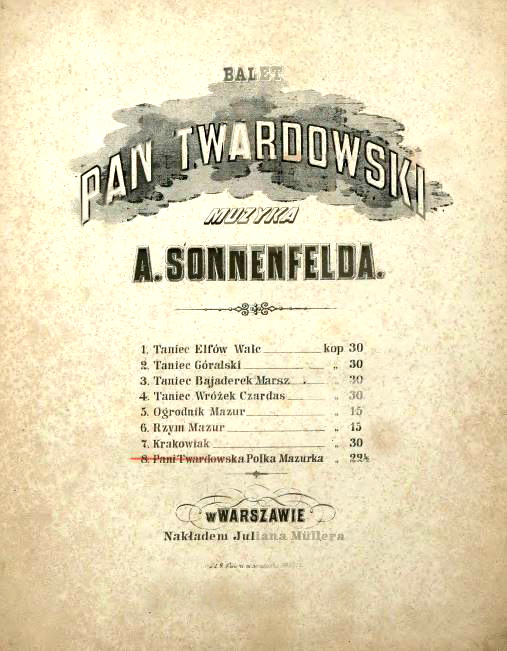 BALET
PAN TWARDOWSKI
MUZYKA
A. SONNENFELDA.
1. Taniec Elfów Walc kop 30
2. Taniec Góralski „ 30
3. Taniec Bajaderek Marsz „ 30
4. Taniec Wróżek Czardas „ 30
5. Ogrodnik Mazur „ 15
6. Rzym Mazur „ 15
7. Krakowiak „ 30
8. Pani Twardowska Polka Mazurka „ 22½
w WARSZAWIE
Nakładem Juliana Müllera